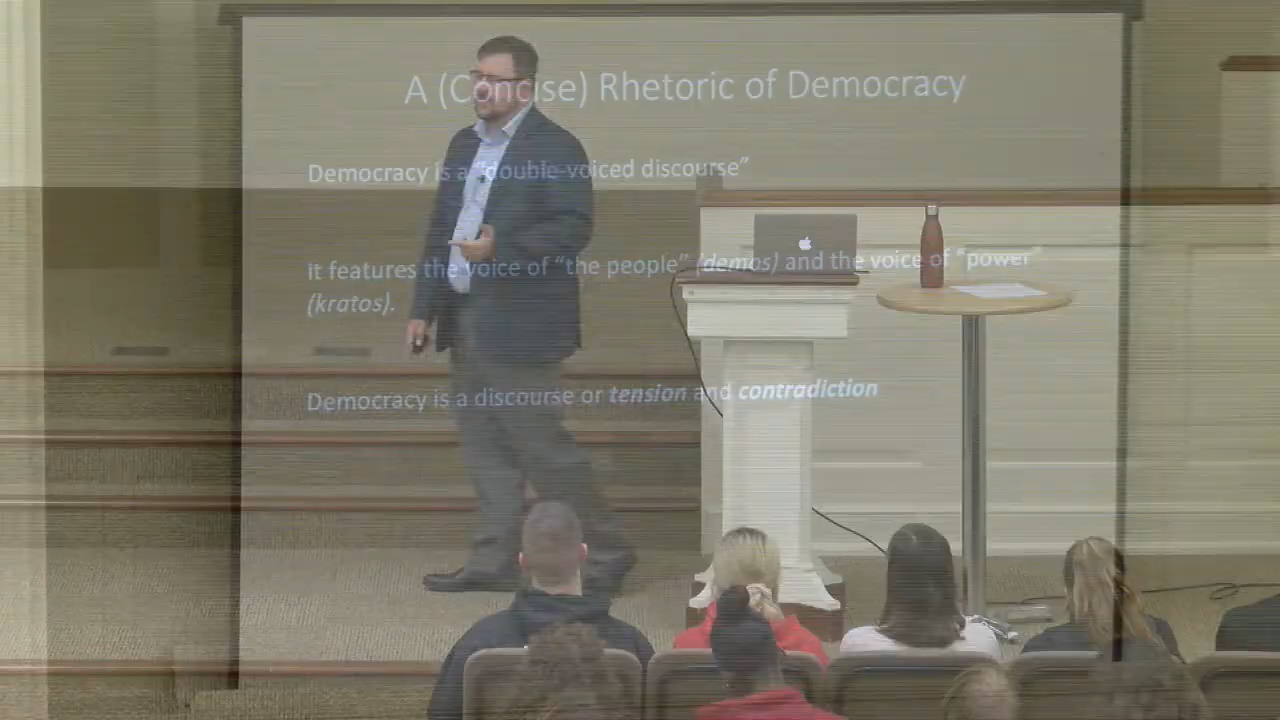 A (Concise) Rhetoric of Democracy
Democracy is a “double-voiced discourse”
it features the voice of “the people” (demos) and the voice of “power”
(kratos).
Democracy is a discourse or tension and contradiction